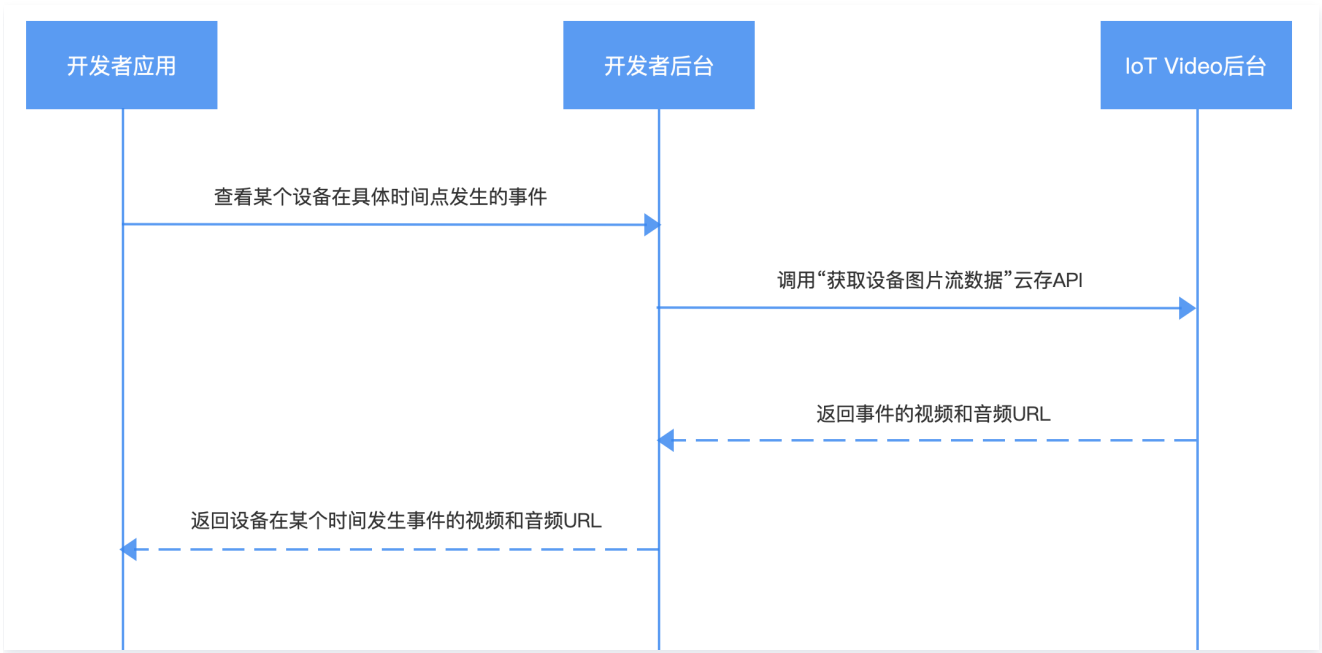 开发者应用
开发者后台
IoT Video后台
查看某个设备在具体时间点发生的事件
调用“获取设备图片流数据”云存API
返回事件的视频和音频URL
返回设备在某个时间发生事件的视频和音频URL